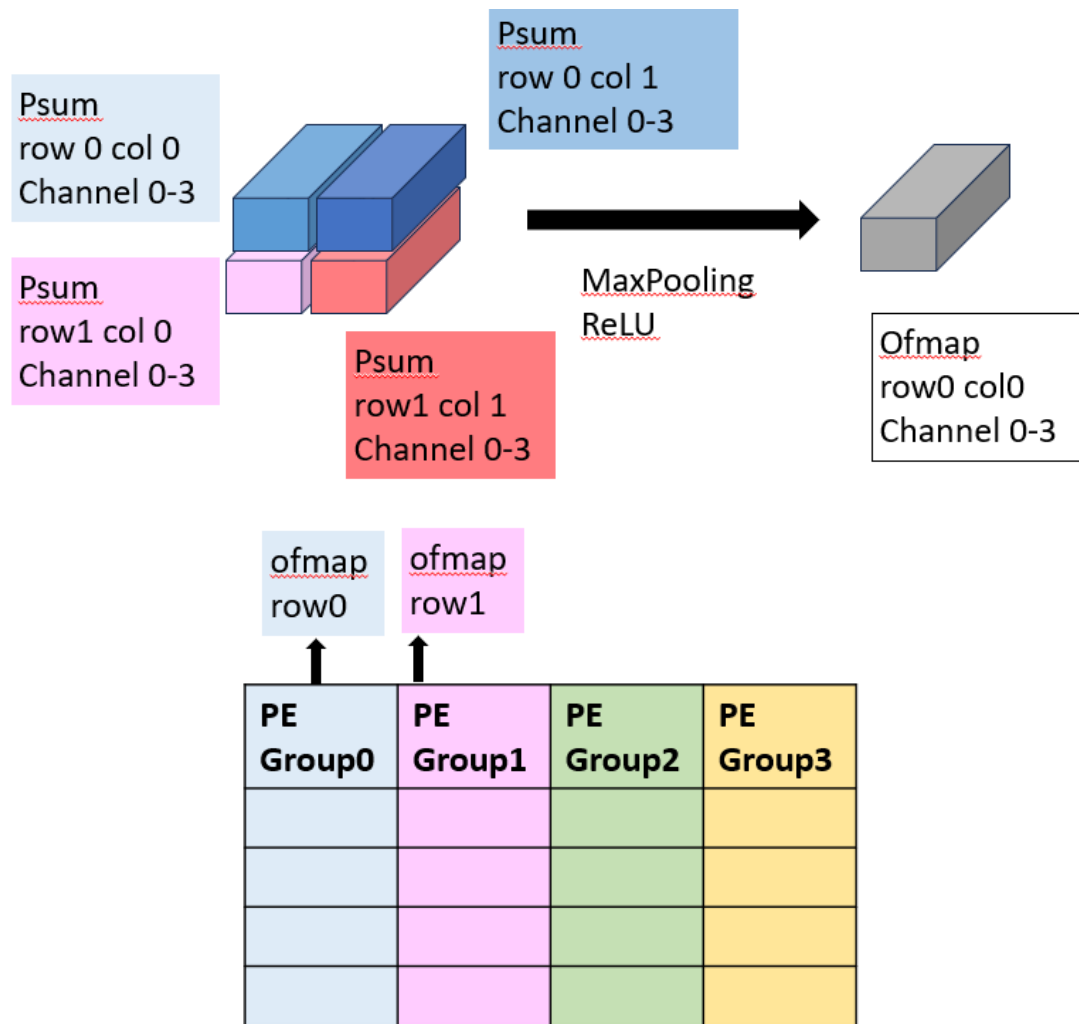 Psum
row 0 col 1
Channel 0-3
Psum
row 0 col 0
Channel 0-3
Psum
row1 col 0
Channel 0-3
MaxPooling
ReLU
Psum
row1 col 1
Channel 0-3
Ofmap
row0 col0
Channel 0-3
ofmap
row0
ofmap
row1
PE
Group0
PE
Group1
PE
Group2
PE
Group3